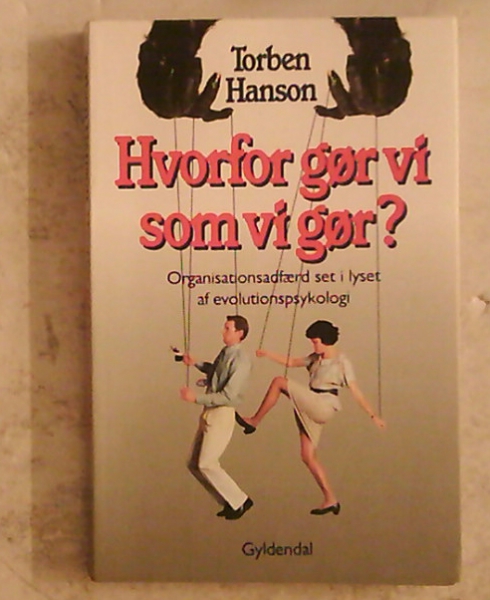 Torben
Hanson
Hvorfor gør vi
som vi gør?
Organisationsadfærd set i lyset
af evolutionspsykologi
Gyldendal